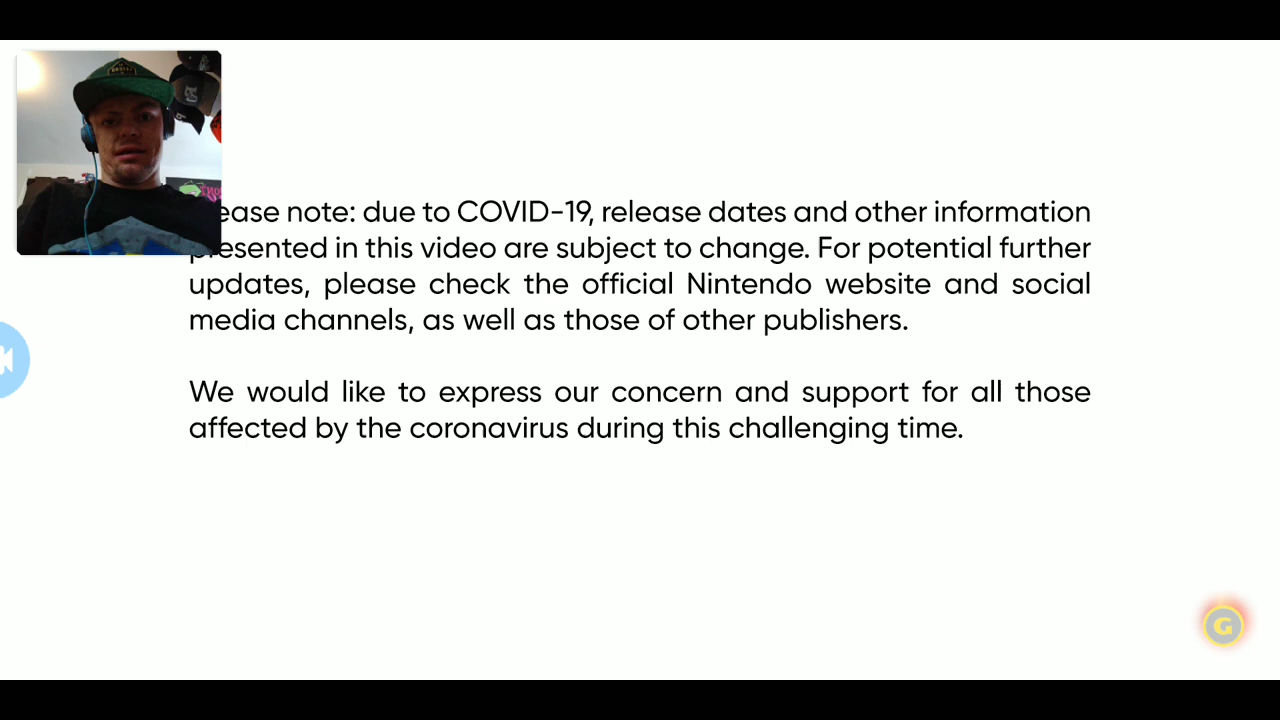 ease note: due to COVID-19, release dates and other information
presented in this video are subject to change. For potential further
updates, please check the official Nintendo website and social
media channels, as well as those of other publishers.
We would like to express our concern and support for all those
affected by the coronavirus during this challenging time.
G